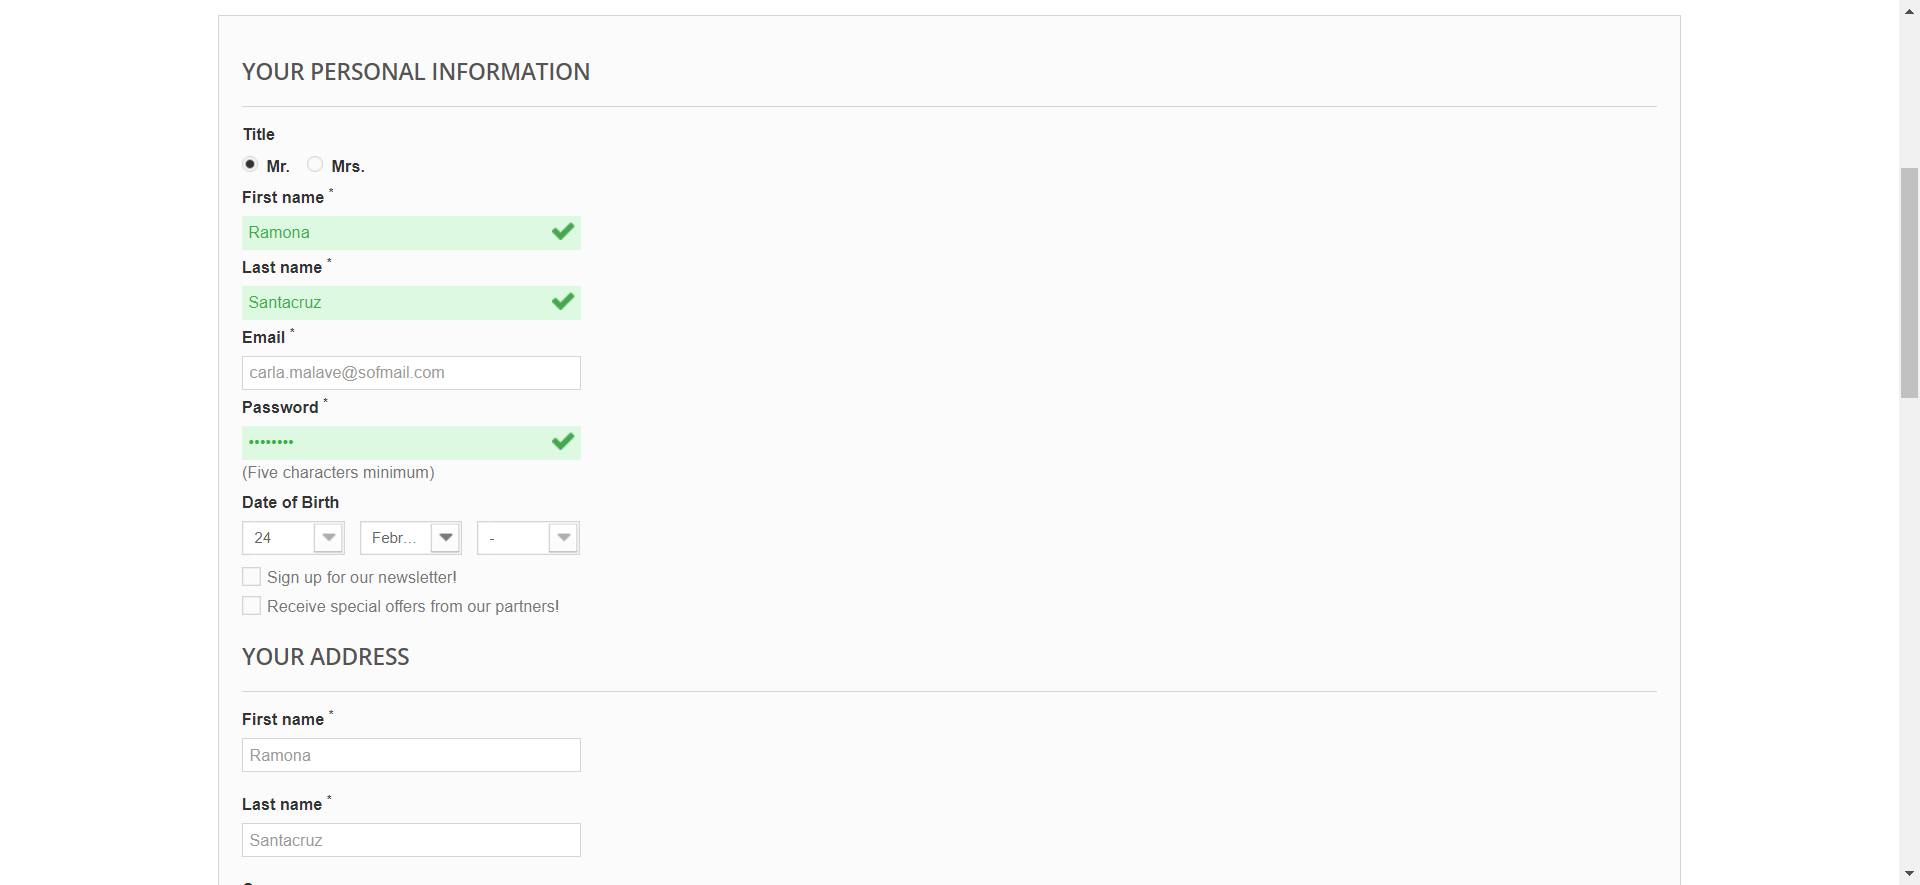 YOUR PERSONAL INFORMATION
Title
Mr. Mrs.
First name *
Ramona
Last name *
Santacruz
Email *
carla.malave@sofmail.com
Password *
••••••••
(Five characters minimum)
Date of Birth
24 Febr... -
Sign up for our newsletter!
Receive special offers from our partners!
YOUR ADDRESS
First name *
Ramona
Last name *
Santacruz